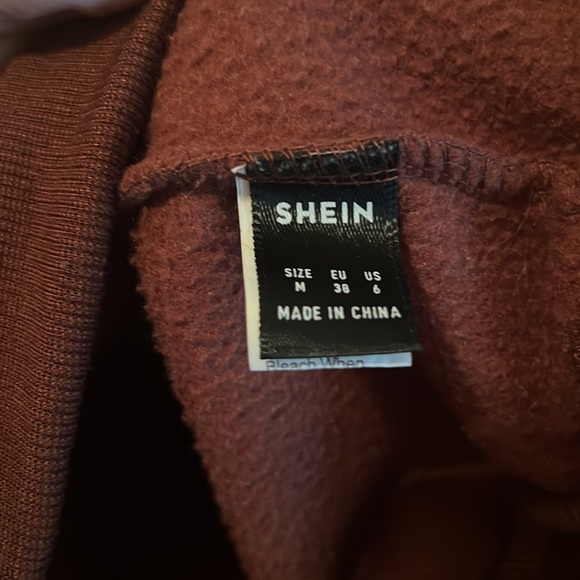 SHEIN
SIZE EU US
M 38 6
MADE IN CHINA
Bleach When